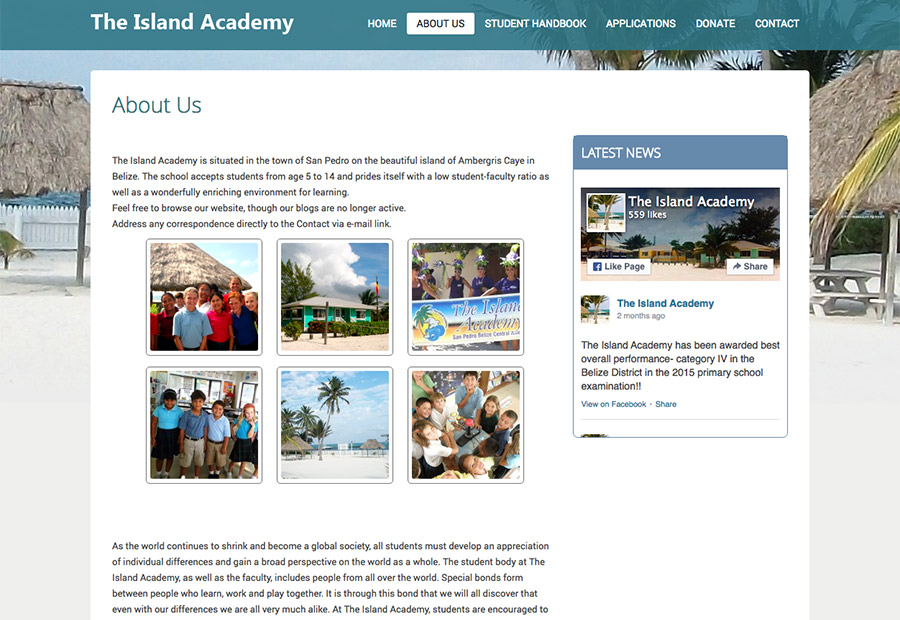 The Island Academy
HOME
ABOUT US
STUDENT HANDBOOK
APPLICATIONS
DONATE
CONTACT
About Us
The Island Academy is situated in the town of San Pedro on the beautiful island of Ambergris Caye in
Belize. The school accepts students from age 5 to 14 and prides itself with a low student-faculty ratio as
well as a wonderfully enriching environment for learning.
Feel free to browse our website, though our blogs are no longer active.
Address any correspondence directly to the Contact via e-mail link.
The Island
Academy
San Pedro Belize Central
As the world continues to shrink and become a global society, all students must develop an appreciation
of individual differences and gain a broad perspective on the world as a whole. The student body at The
Island Academy, as well as the faculty, includes people from all over the world. Special bonds form
between people who learn, work and play together. It is through this bond that we will all discover that
even with our differences we are all very much alike. At The Island Academy, students are encouraged to
LATEST NEWS
The Island Academy
559 likes
Like Page
Share
The Island Academy
2 months ago
The Island Academy has been awarded best
overall performance- category IV in the
Belize District in the 2015 primary school
examination!!
View on Facebook · Share